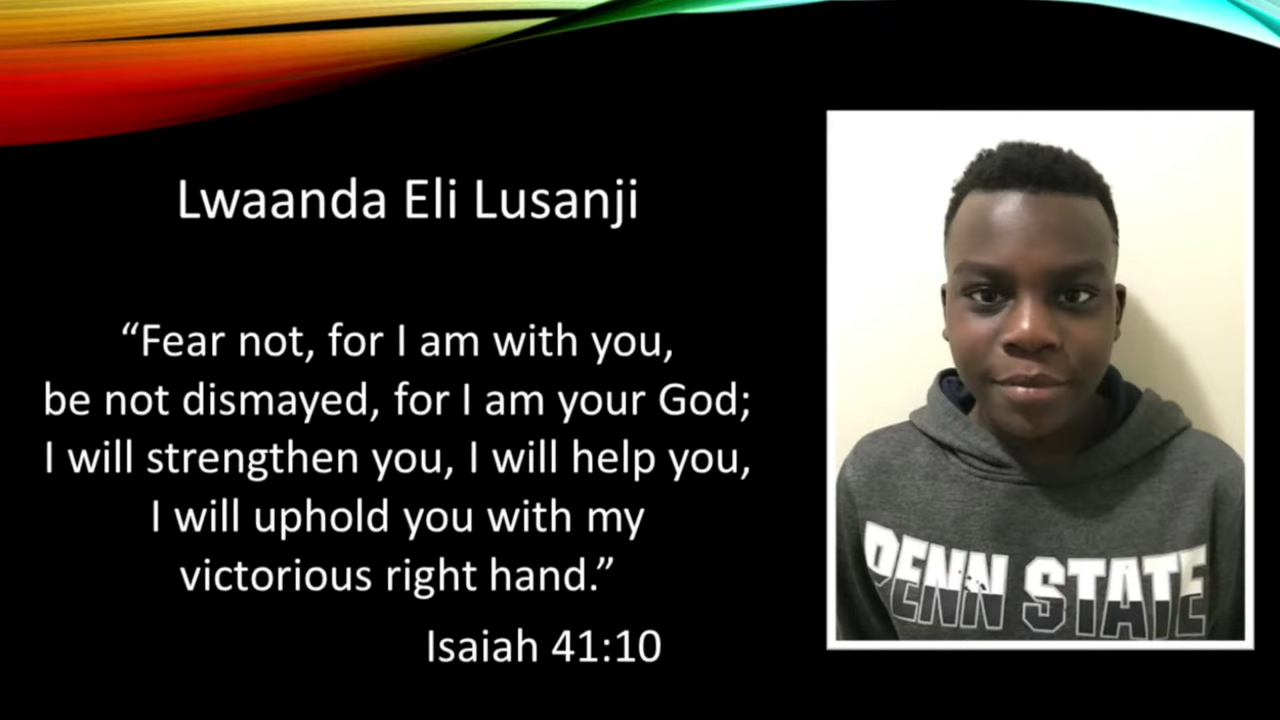 Lwaanda Eli Lusanji
“Fear not, for I am with you,
be not dismayed, for I am your God;
I will strengthen you, I will help you,
I will uphold you with my
victorious right hand.”
Isaiah 41:10
PENN STATE